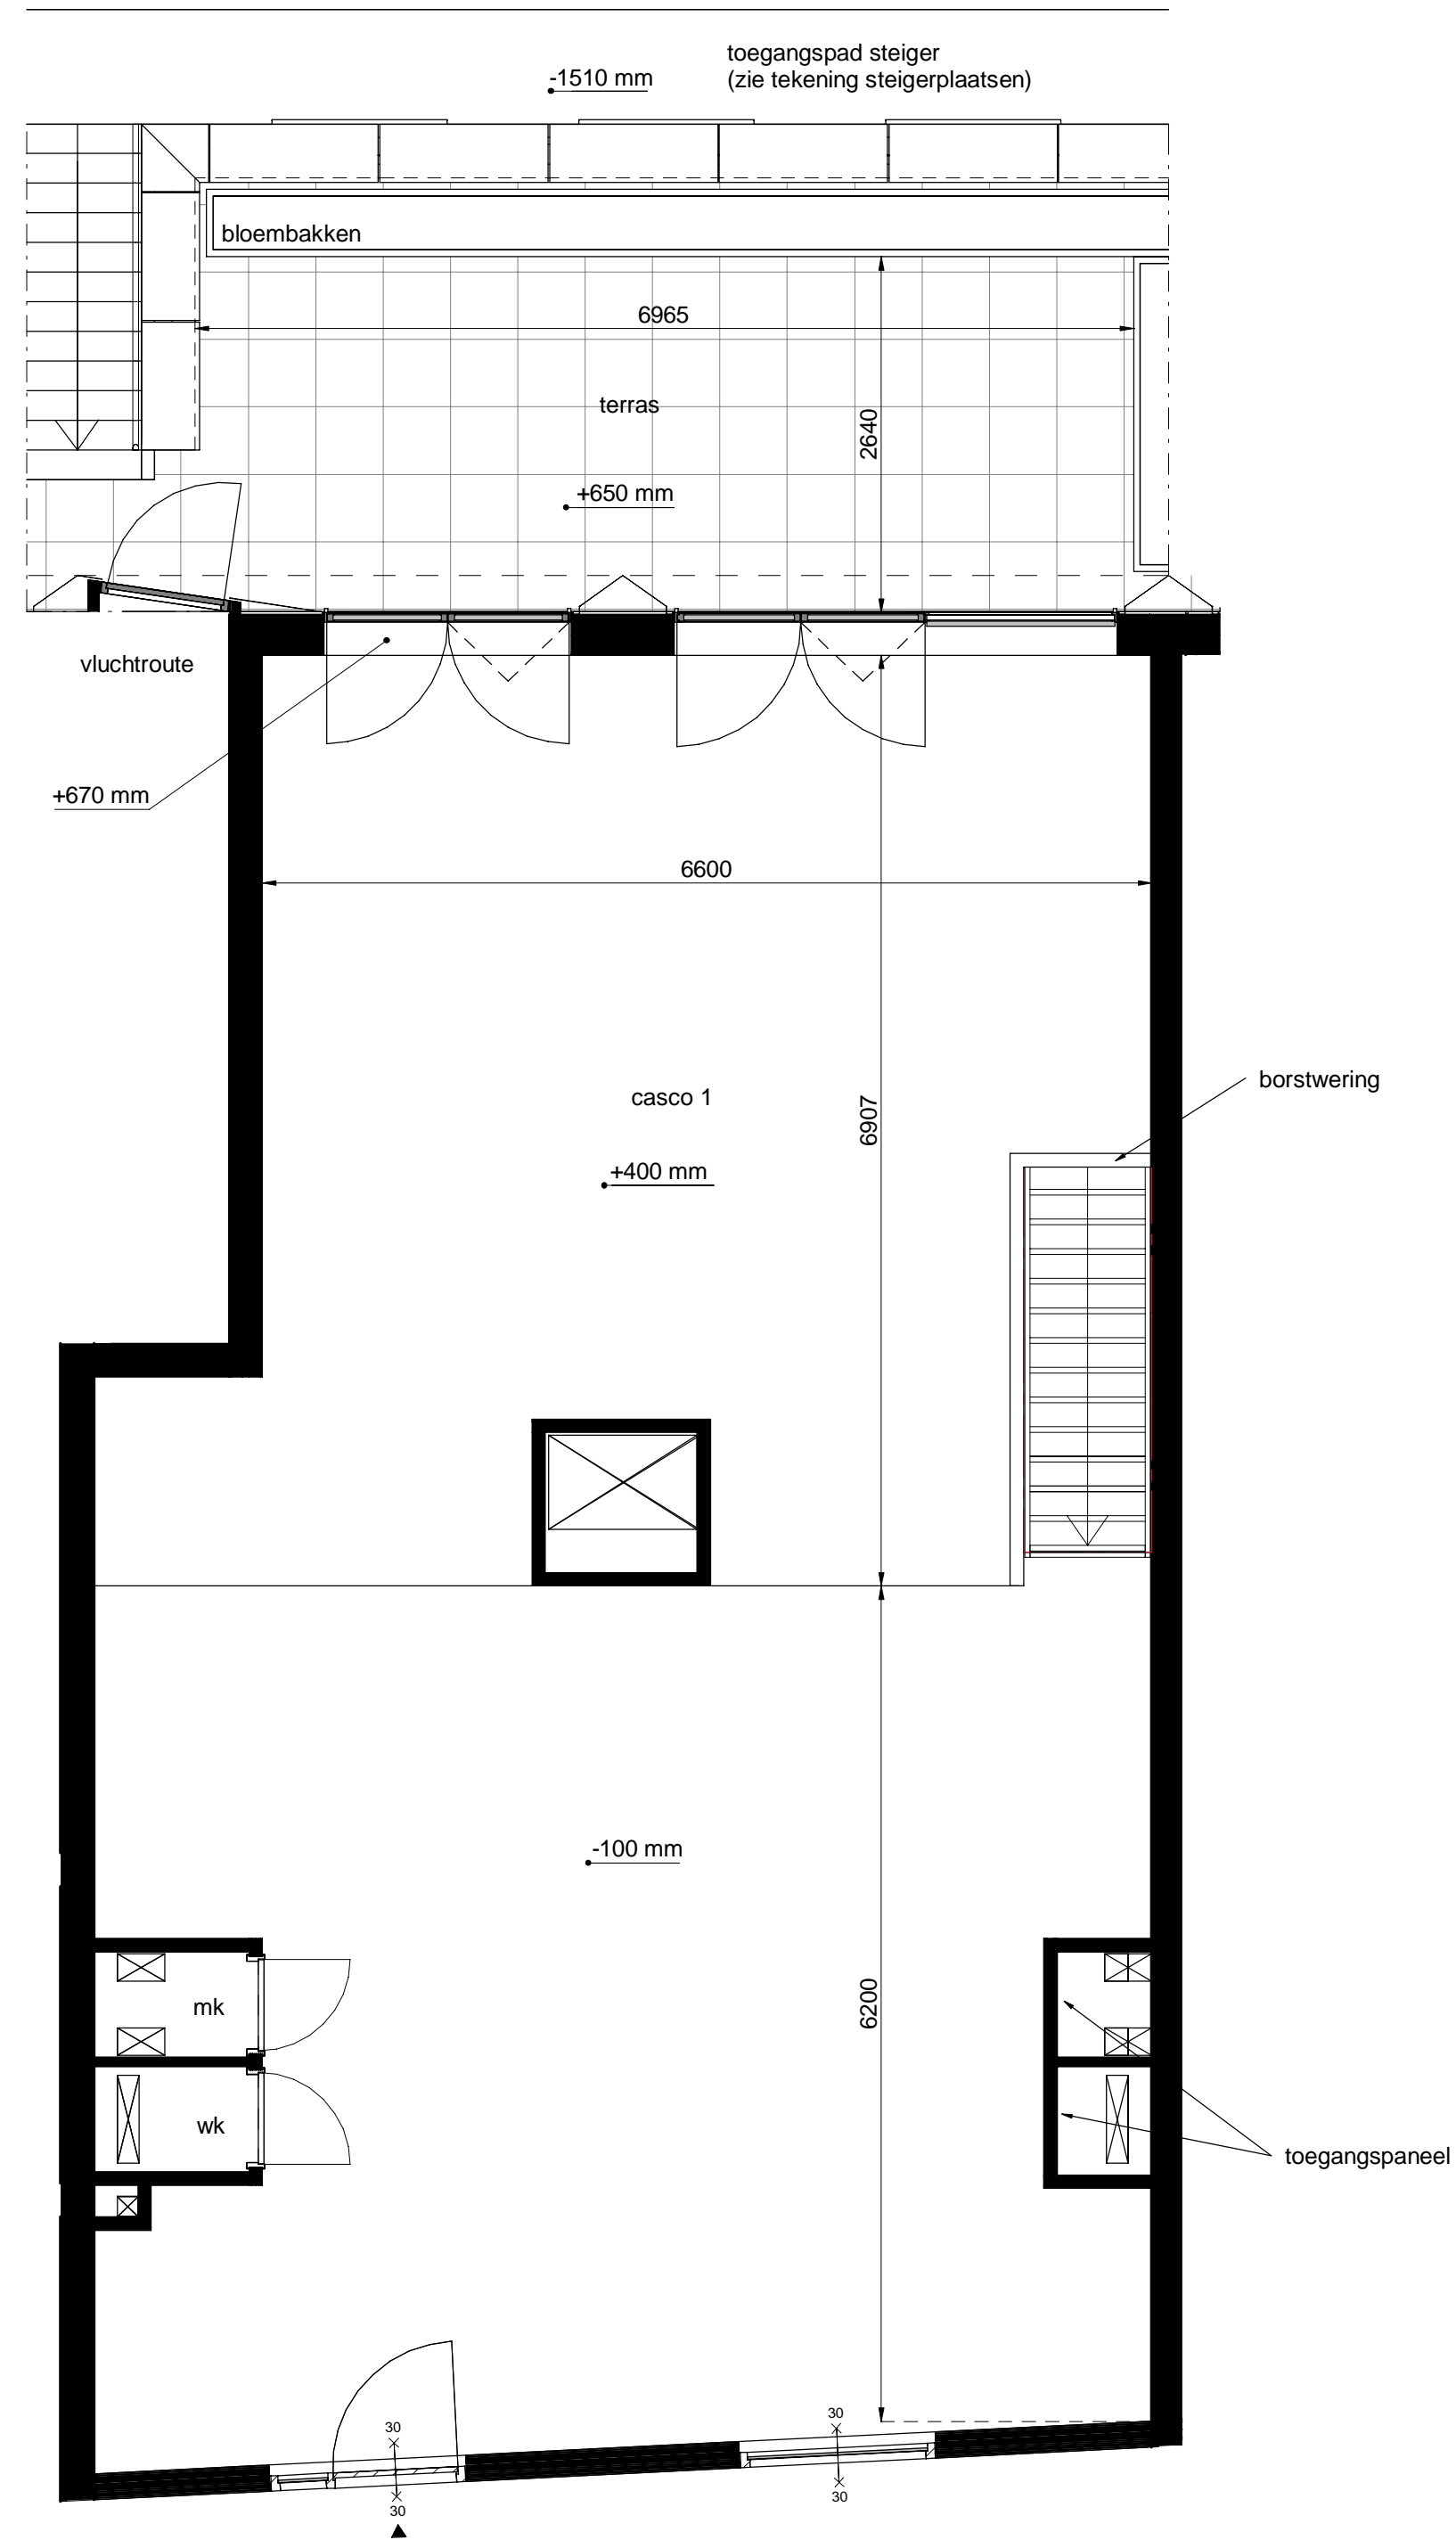 toegangspad steiger
(zie tekening steigerplaatsen)
-1510 mm
bloembakken
6965
terras
2640
+650 mm
vluchtroute
+670 mm
6600
casco 1
6907
borstwering
+400 mm
-100 mm
mk
6200
wk
toegangspaneel
30
30
30
30